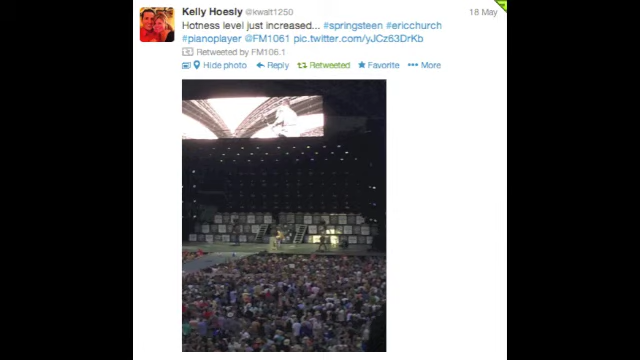 Kelly Hoesly @kwalt1250 18 May
Hotness level just increased... #springsteen #ericchurch
#pianoplayer @FM1061 pic.twitter.com/yJCz63DrKb
Retweeted by FM106.1
Hide photo Reply Retweeted Favorite More